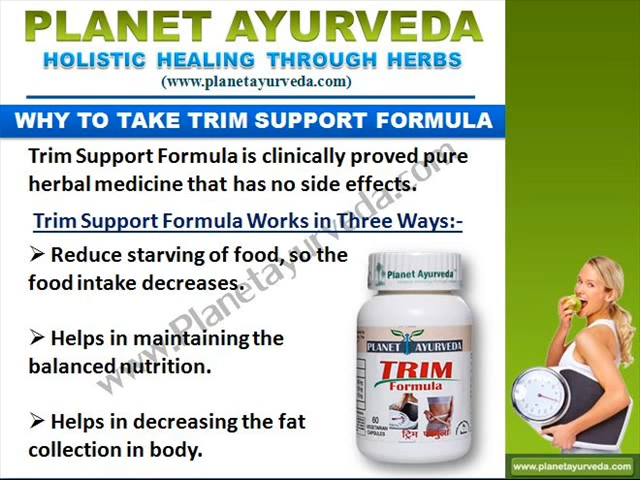 PLANET AYURVEDA
HOLISTIC HEALING THROUGH HERBS
(www.planetayurveda.com)
WHY TO TAKE TRIM SUPPORT FORMULA
Trim Support Formula is clinically proved pure
herbal medicine that has no side effects.
Trim Support Formula Works in Three Ways:-
➢ Reduce starving of food, so the
food intake decreases.
➢ Helps in maintaining the
balanced nutrition.
➢ Helps in decreasing the fat
collection in body.
www.Planetayurveda.com
Planet Ayurveda
PLANET AYURVEDA
TRIM
Formula
60
VEGETARIAN
CAPSULES
ट्रिम फार्मूला
www.planetayurveda.com